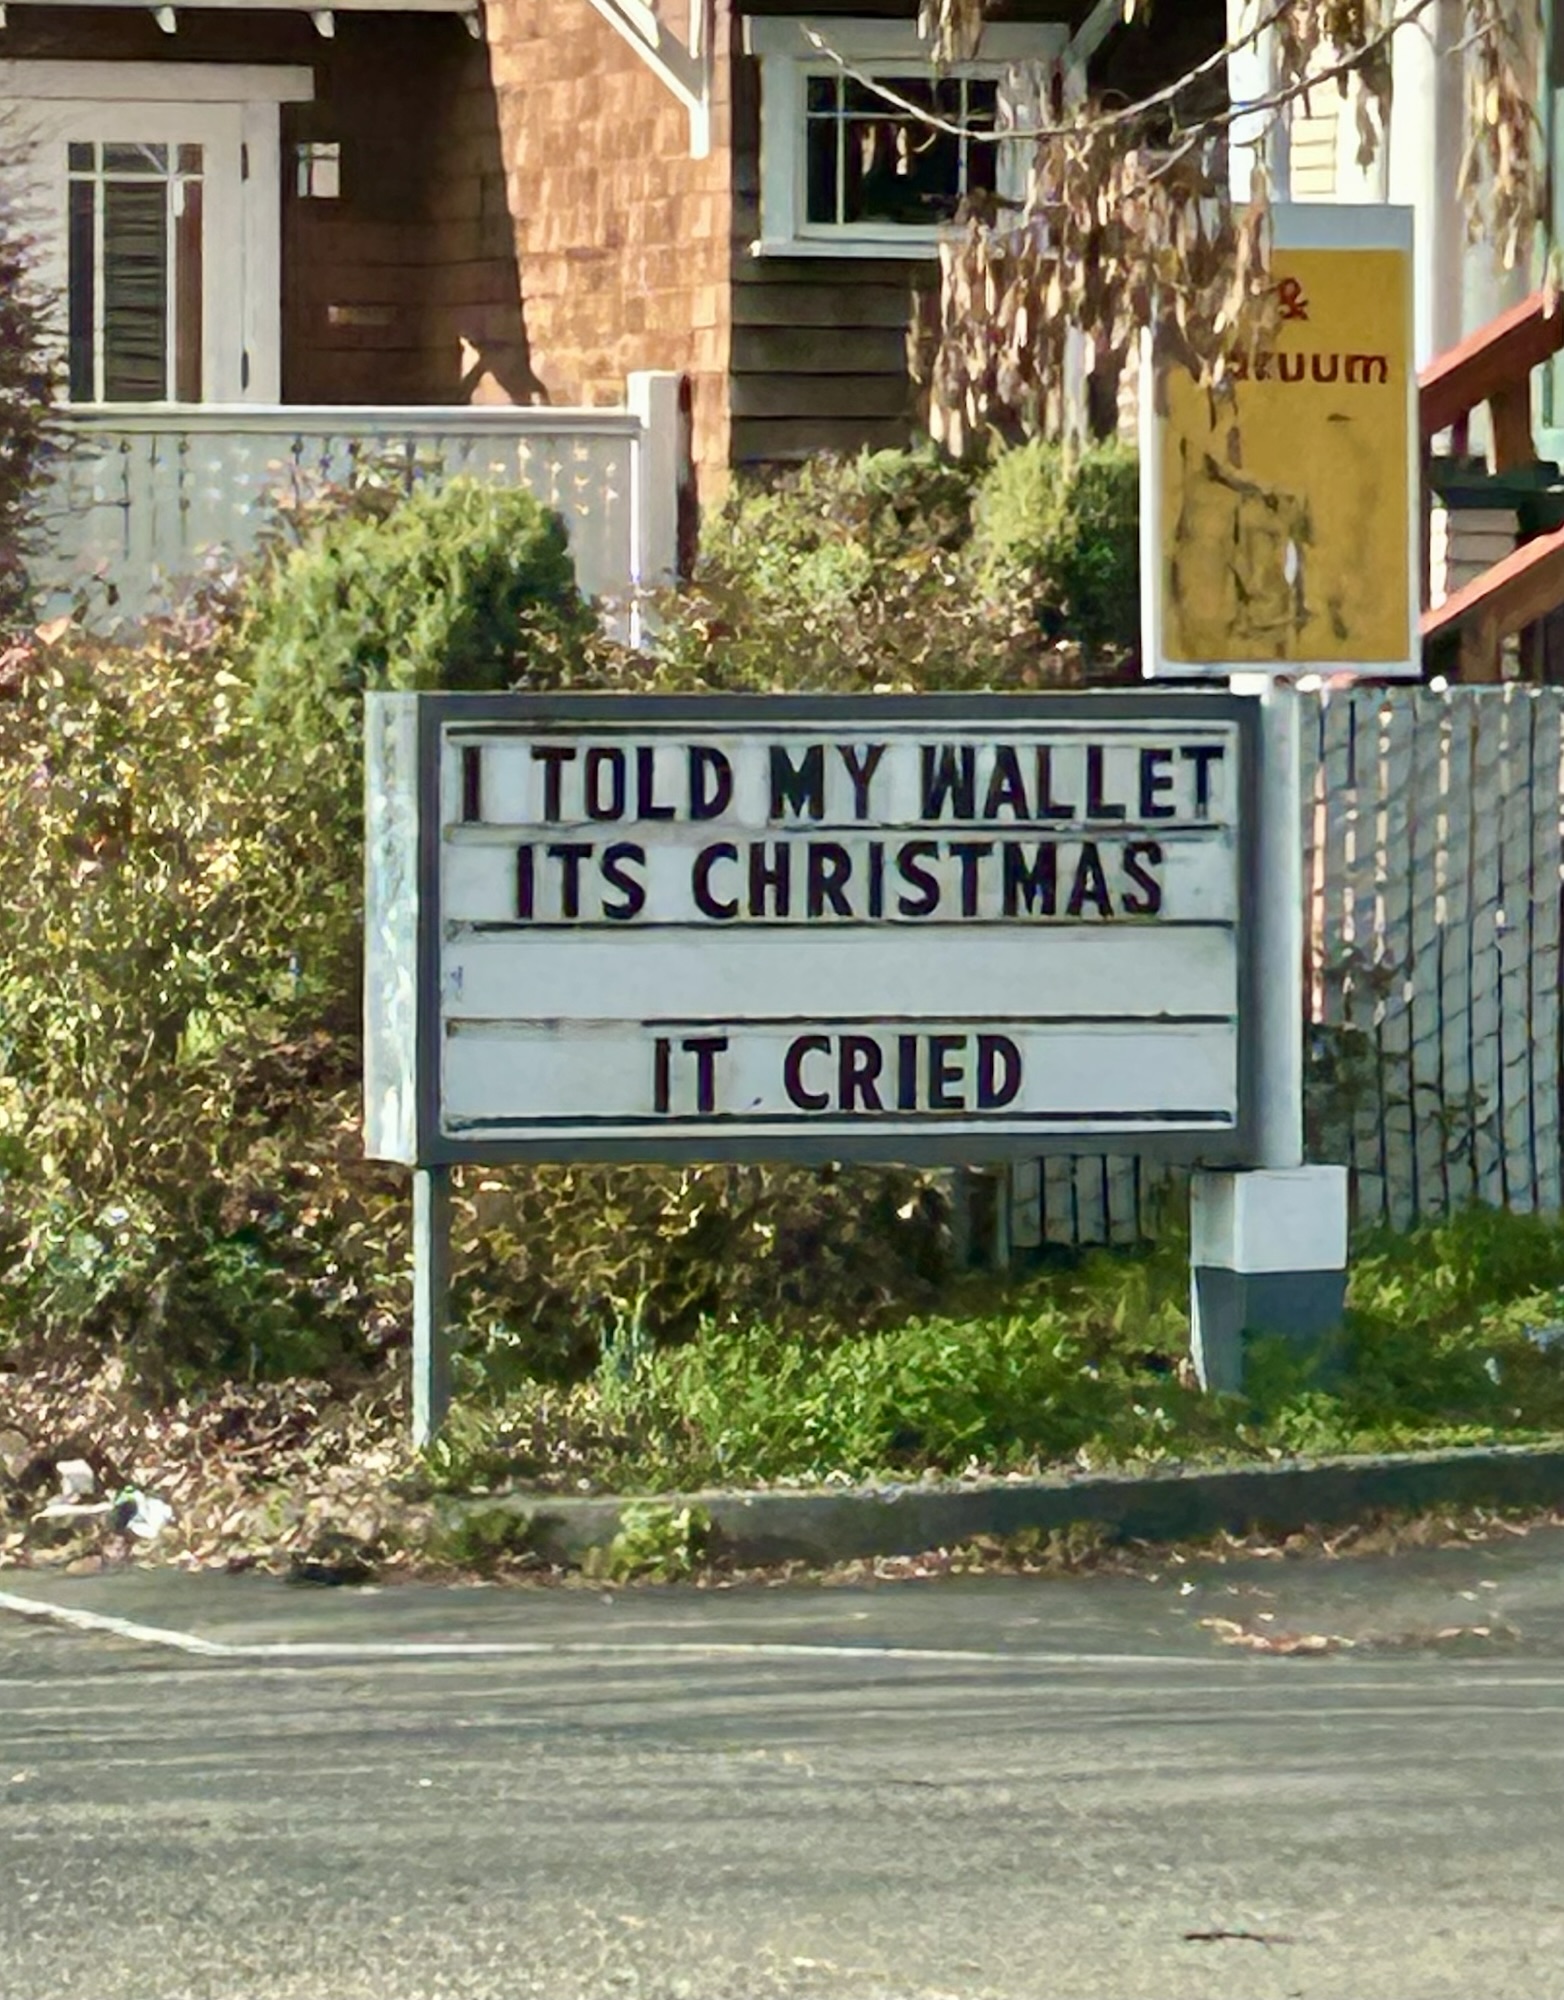 &
I TOLD MY WALLET
ITS CHRISTMAS
IT CRIED